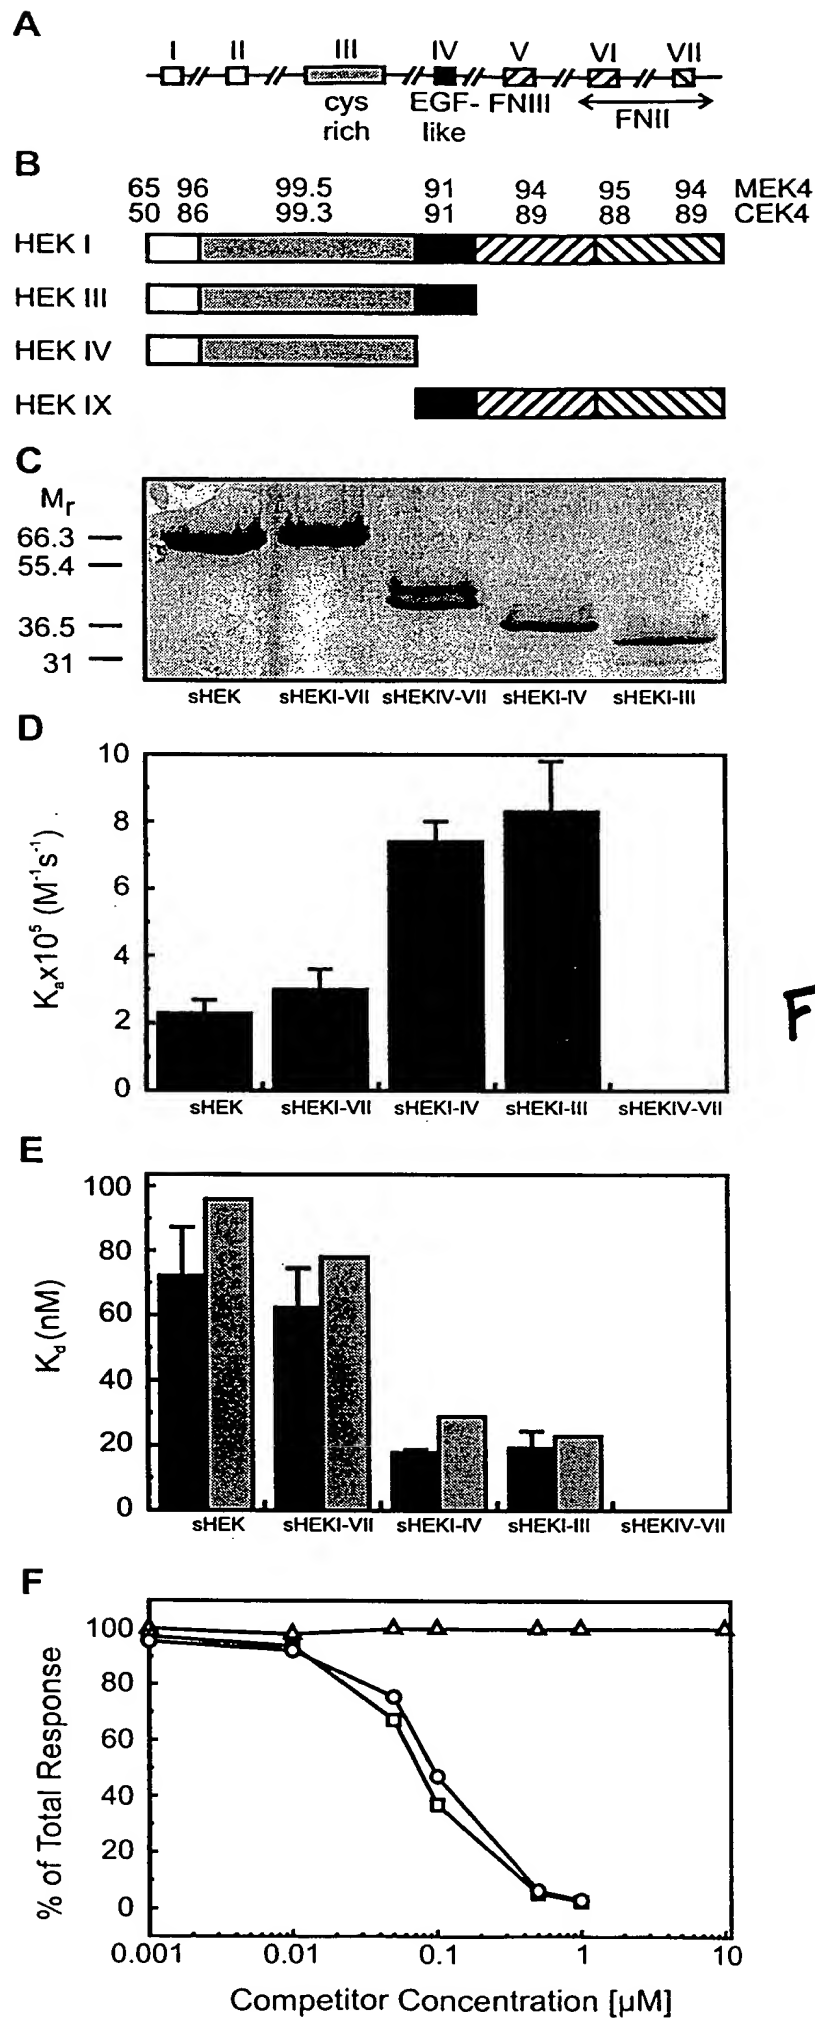 A
I II III IV V VI VII
cys EGF- FNIII
rich like FNII
B
65 96 99.5 91 94 95 94 MEK4
50 86 99.3 91 89 88 89 CEK4
HEK I
HEK III
HEK IV
HEK IX
C
Mr
66.3
55.4
36.5
31
sHEK sHEKI-VII sHEKIV-VII sHEKI-IV sHEKI-III
D
10
8
6
4
2
0
Kax10⁵ (M⁻¹s⁻¹)
sHEK sHEKI-VII sHEKI-IV sHEKI-III sHEKIV-VII
F
E
100
80
60
40
20
0
Kd (nM)
sHEK sHEKI-VII sHEKI-IV sHEKI-III sHEKIV-VII
F
100
80
60
40
20
0
% of Total Response
0.001 0.01 0.1 1 10
Competitor Concentration [µM]